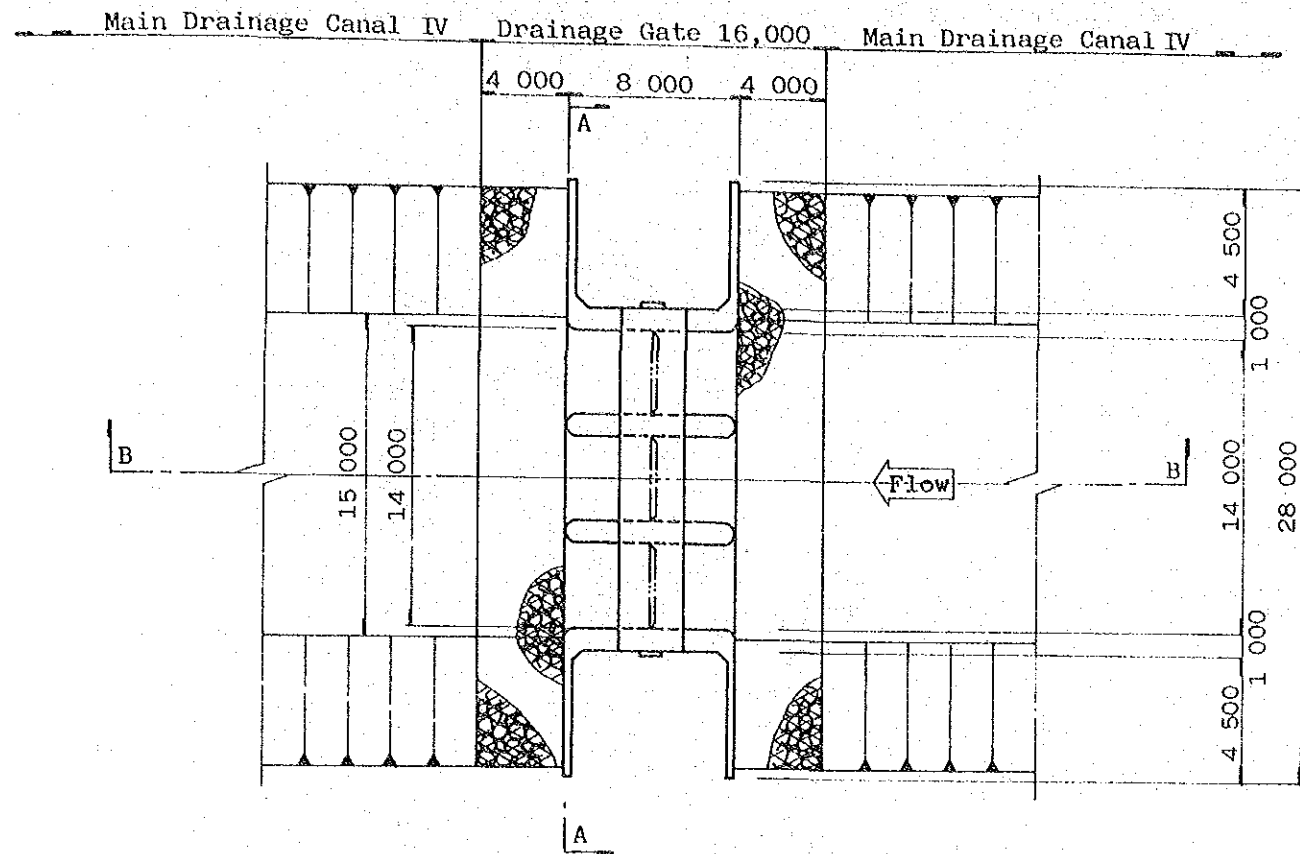 Main Drainage Canal IV Drainage Gate 16,000 Main Drainage Canal IV
4 000 8 000 4 000
A
4 500
1 000
B
15 000
14 000
Flow
B
14 000
28 000
1 000
4 500
A